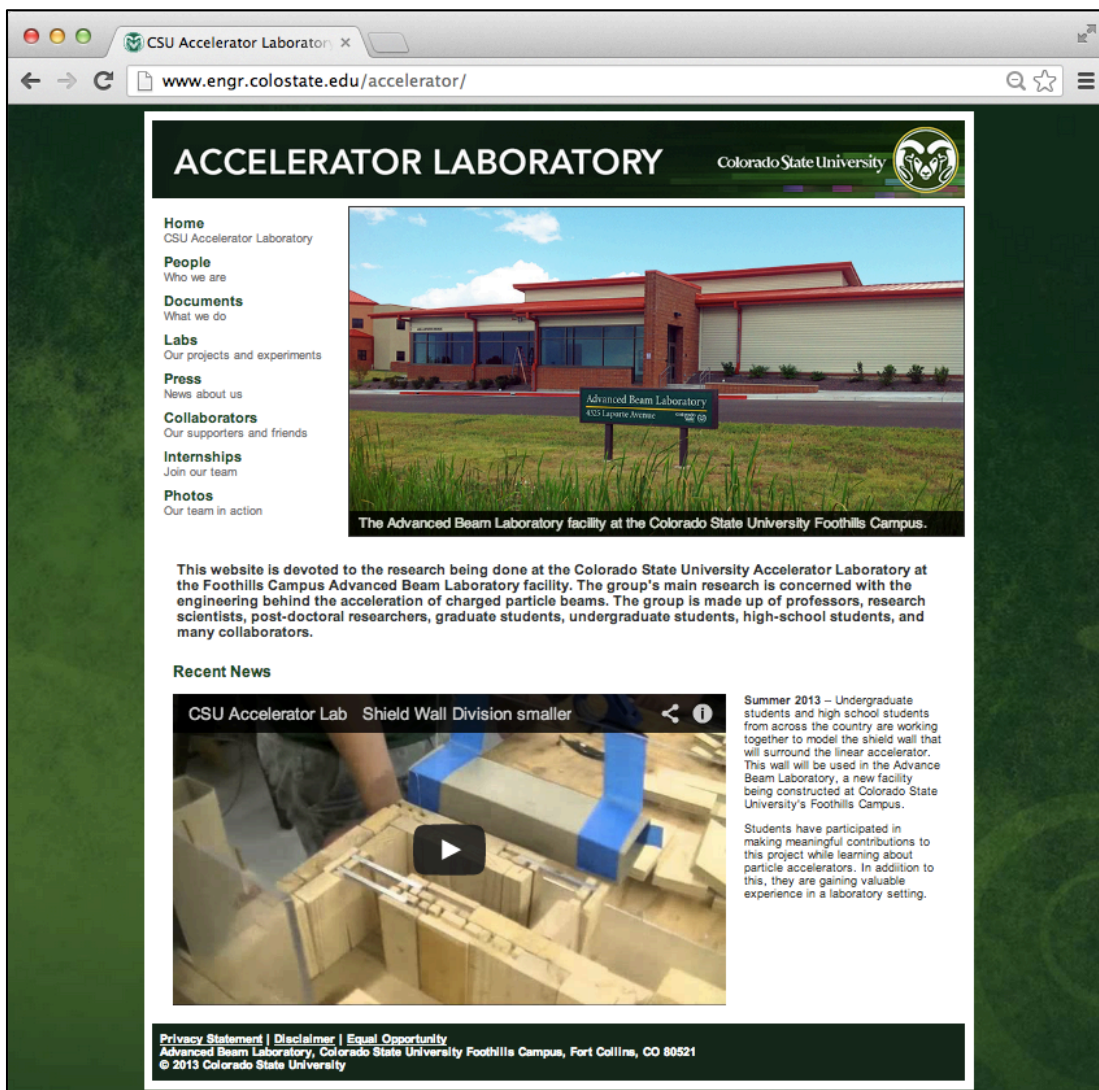 CSU Accelerator Laboratory
www.engr.colostate.edu/accelerator/
ACCELERATOR LABORATORY
Colorado State University
Home
CSU Accelerator Laboratory
People
Who we are
Documents
What we do
Labs
Our projects and experiments
Press
News about us
Collaborators
Our supporters and friends
Internships
Join our team
Photos
Our team in action
Advanced Beam Laboratory
4325 Laporte Avenue
The Advanced Beam Laboratory facility at the Colorado State University Foothills Campus.
This website is devoted to the research being done at the Colorado State University Accelerator Laboratory at
the Foothills Campus Advanced Beam Laboratory facility. The group's main research is concerned with the
engineering behind the acceleration of charged particle beams. The group is made up of professors, research
scientists, post-doctoral researchers, graduate students, undergraduate students, high-school students, and
many collaborators.
Recent News
CSU Accelerator Lab Shield Wall Division smaller
Summer 2013 – Undergraduate
students and high school students
from across the country are working
together to model the shield wall that
will surround the linear accelerator.
This wall will be used in the Advance
Beam Laboratory, a new facility
being constructed at Colorado State
University's Foothills Campus.
Students have participated in
making meaningful contributions to
this project while learning about
particle accelerators. In addiition to
this, they are gaining valuable
experience in a laboratory setting.
Privacy Statement | Disclaimer | Equal Opportunity
Advanced Beam Laboratory, Colorado State University Foothills Campus, Fort Collins, CO 80521
© 2013 Colorado State University